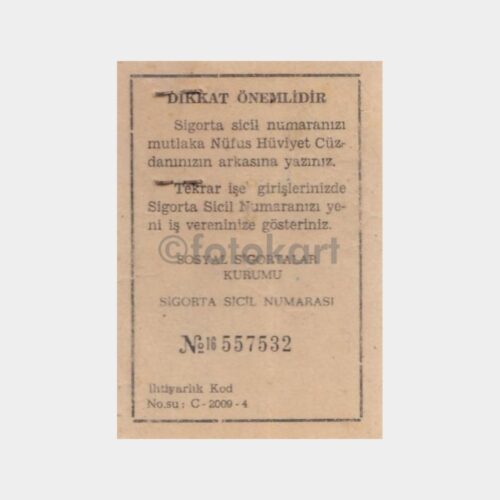 DİKKAT ÖNEMLİDİR
Sigorta sicil numaranızı
mutlaka Nüfus Hüviyet Cüz-
danınızın arkasına yazınız.
Tekrar işe girişlerinizde
Sigorta Sicil Numaranızı ye-
ni iş vereninize gösteriniz.
©fotokart
SOSYAL SİGORTALAR
KURUMU
SİGORTA SİCİL NUMARASI
№ 16 557532
İhtiyarlık Kod
No.su: C-2009-4